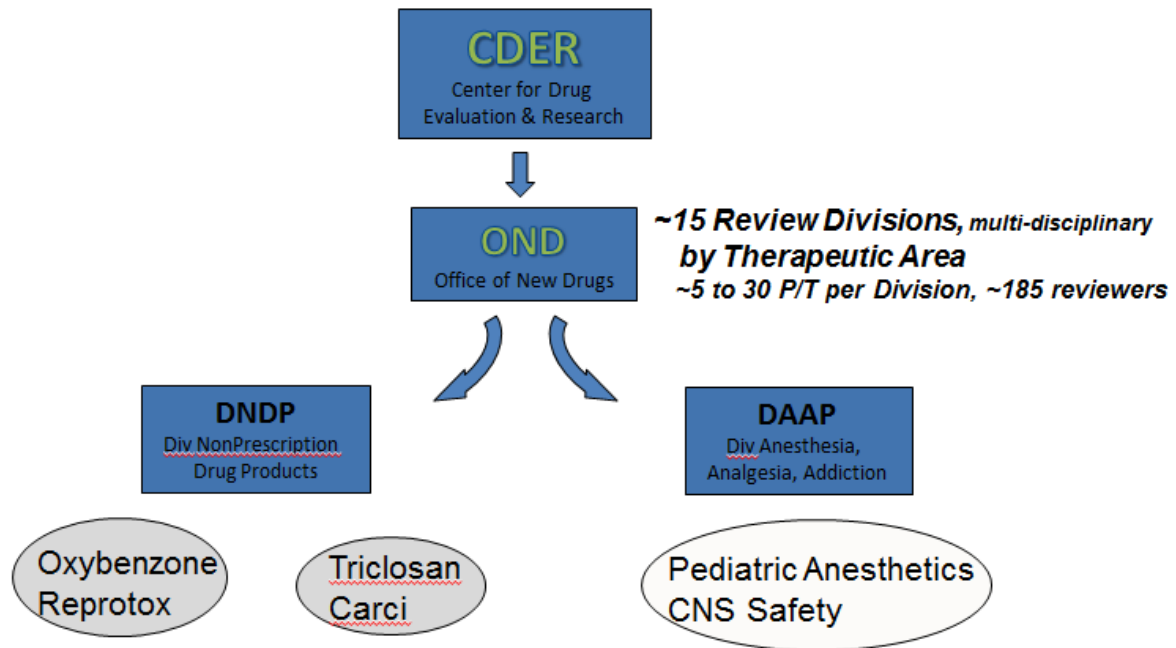 CDER
Center for Drug
Evaluation & Research
OND
Office of New Drugs
~15 Review Divisions, multi-disciplinary
by Therapeutic Area
~5 to 30 P/T per Division, ~185 reviewers
DNDP
Div NonPrescription
Drug Products
DAAP
Div Anesthesia,
Analgesia, Addiction
Oxybenzone
Reprotox
Triclosan
Carci
Pediatric Anesthetics
CNS Safety